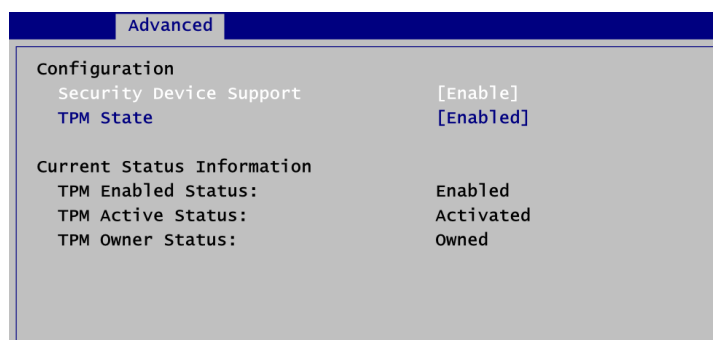 Advanced
Configuration
Security Device Support [Enable]
TPM State [Enabled]
Current Status Information
TPM Enabled Status: Enabled
TPM Active Status: Activated
TPM Owner Status: Owned